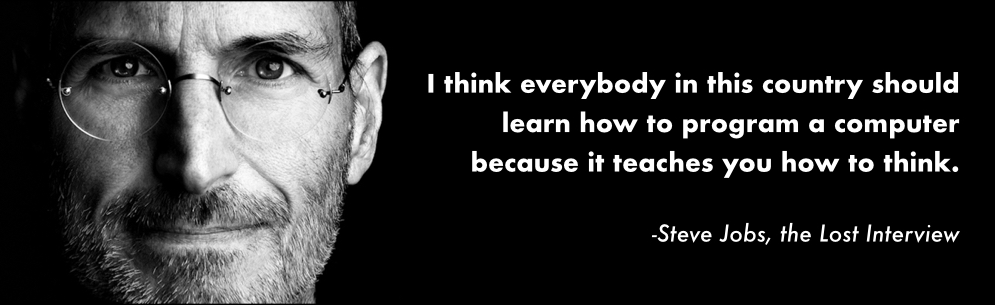 I think everybody in this country should
learn how to program a computer
because it teaches you how to think.
-Steve Jobs, the Lost Interview